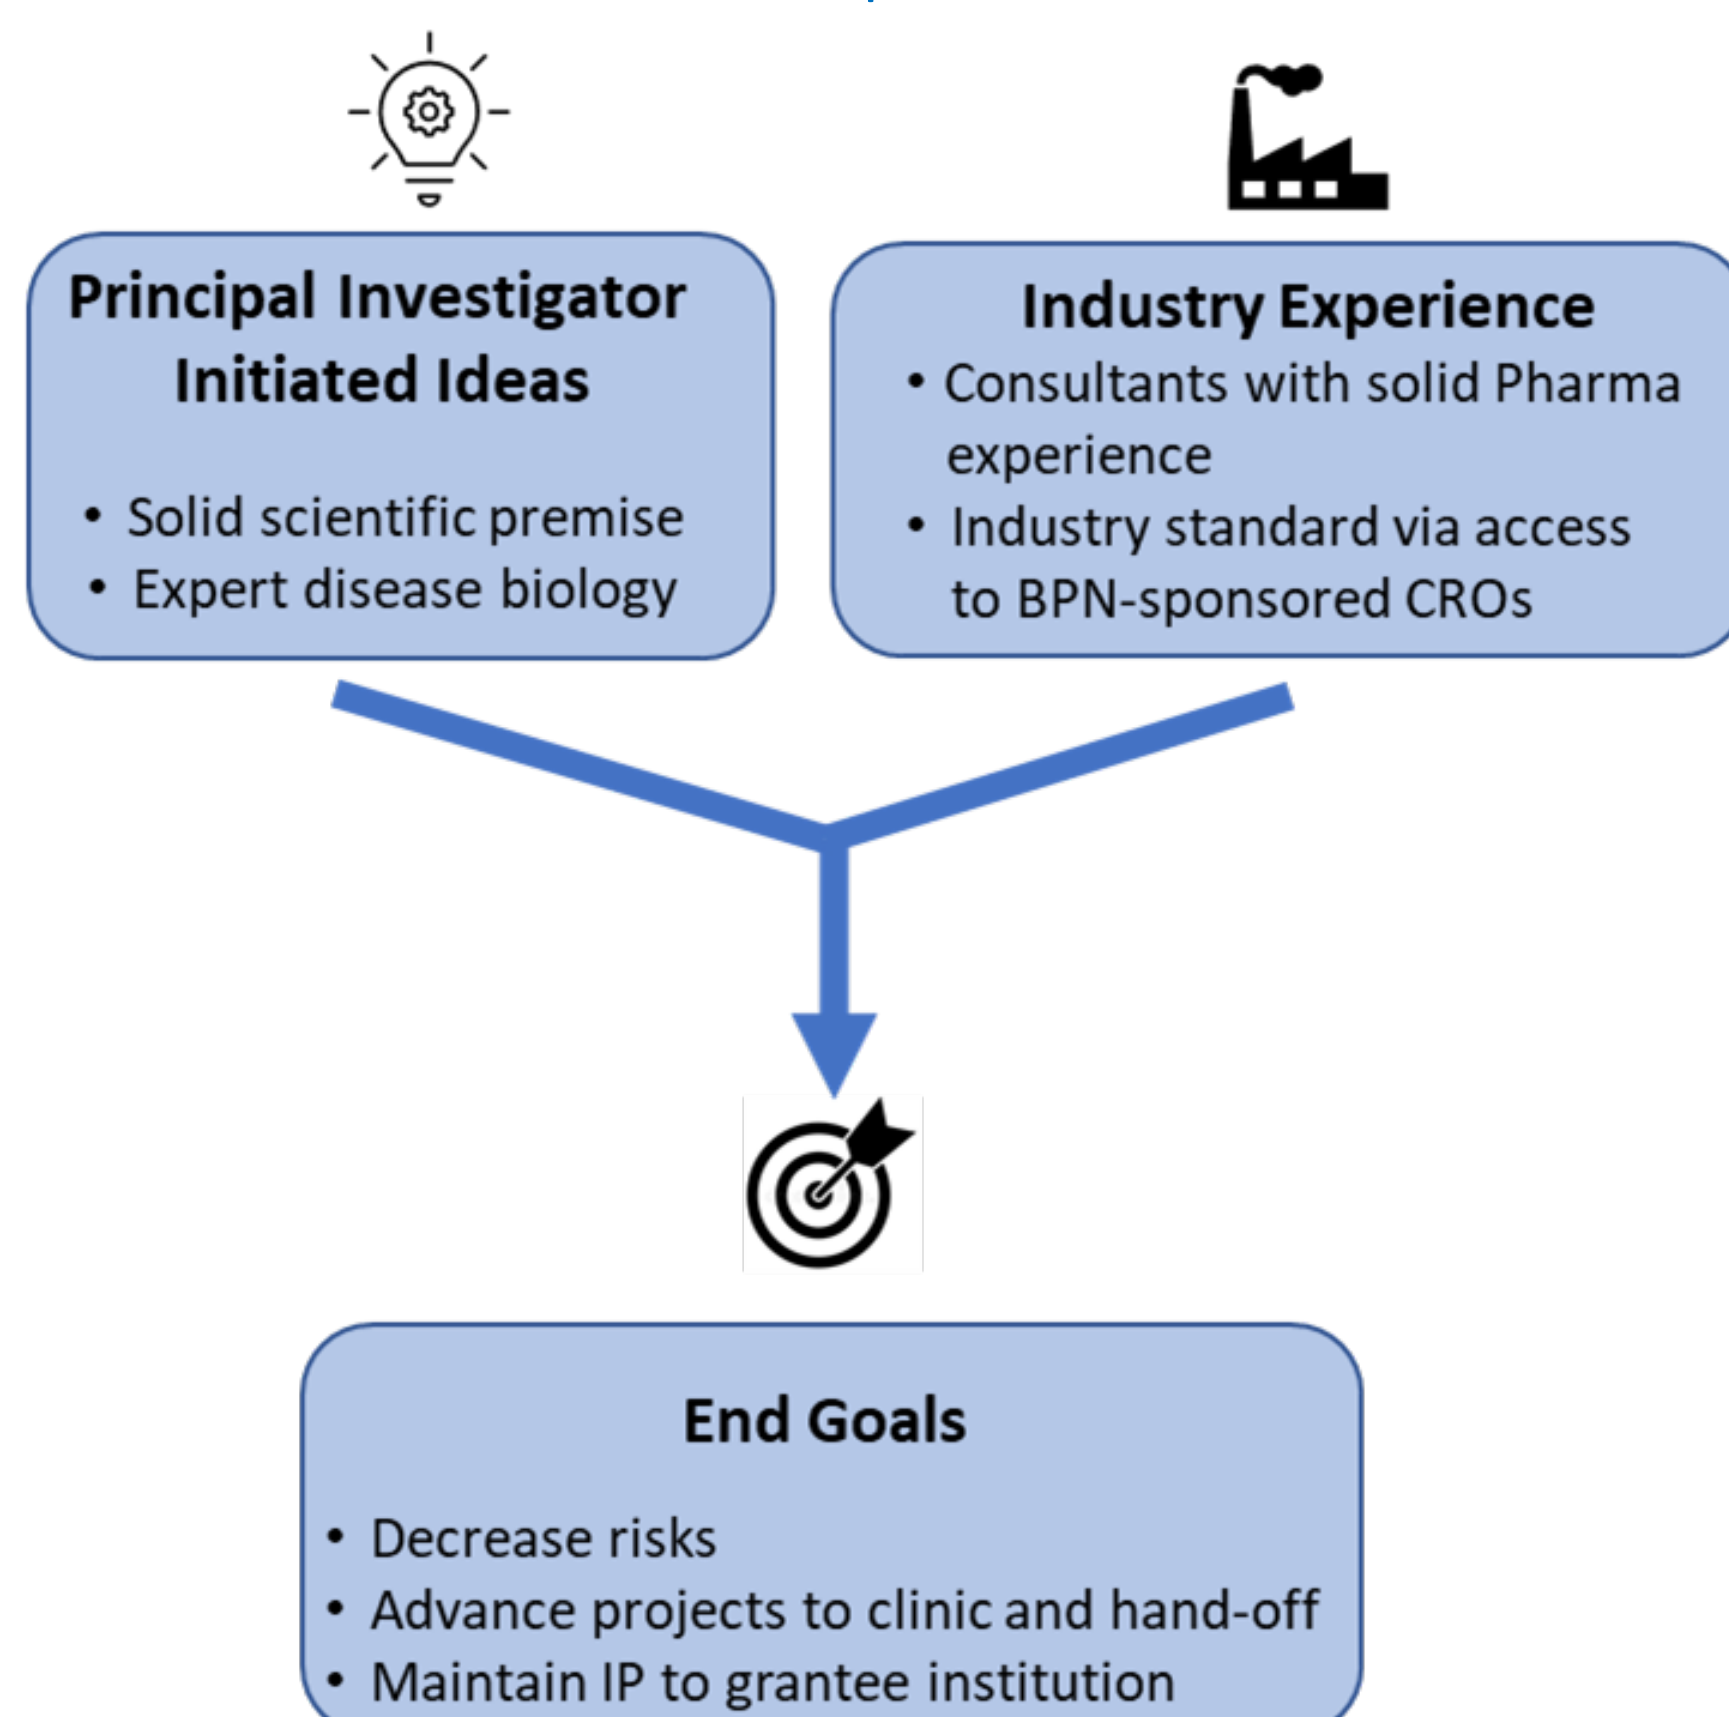 Principal Investigator
Initiated Ideas
• Solid scientific premise
• Expert disease biology
Industry Experience
• Consultants with solid Pharma
experience
• Industry standard via access
to BPN-sponsored CROs
End Goals
• Decrease risks
• Advance projects to clinic and hand-off
• Maintain IP to grantee institution